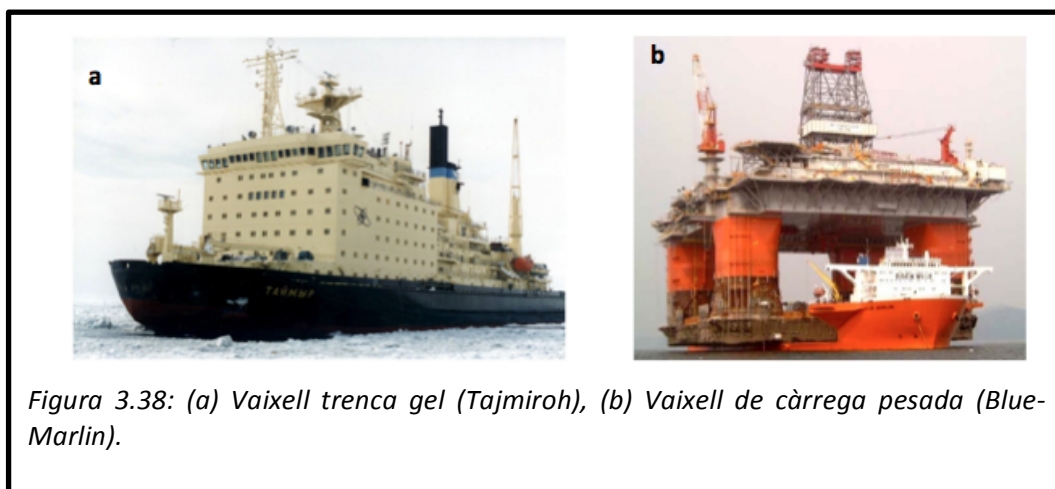 a
b
ТАЙМЫР
Figura 3.38: (a) Vaixell trenca gel (Tajmiroh), (b) Vaixell de càrrega pesada (Blue-
Marlin).